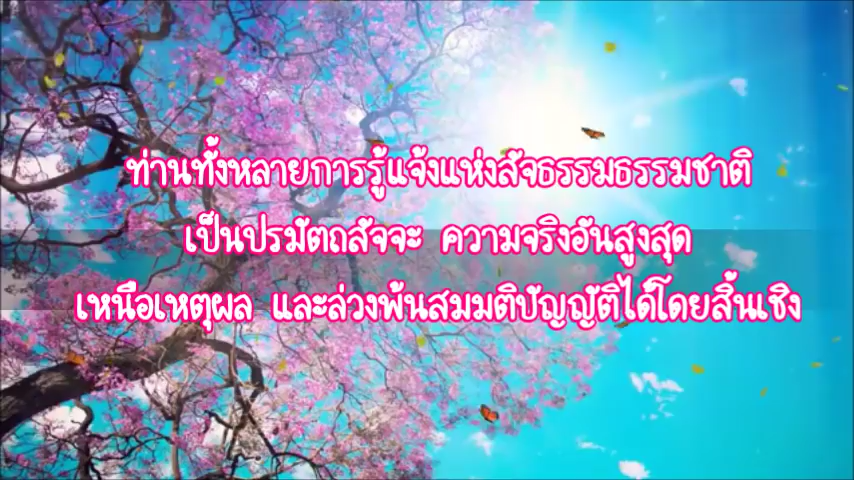 ท่านทั้งหลายการรู้แจ้งแห่งสัจธรรมธรรมชาติ
เป็นปรมัตถสัจจะ ความจริงอันสูงสุด
เหนือเหตุผล และล่วงพ้นสมมติบัญญัติได้โดยสิ้นเชิง